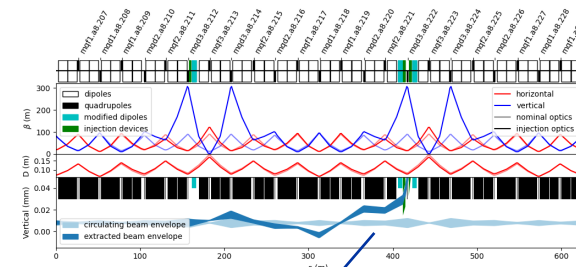 mqf1.a8.207
mqd1.a8.208
mqf1.a8.209
mqd2.a8.210
mqf2.a8.211
mqd3.a8.212
mqf3.a8.213
mqd3.a8.214
mqf2.a8.215
mqd2.a8.216
mqf1.a8.217
mqd1.a8.218
mqf1.a8.219
mqd2.a8.220
mqf2.a8.221
mqd3.a8.222
mqf3.a8.223
mqd3.a8.224
mqf2.a8.225
mqd2.a8.226
mqf1.a8.227
mqd1.a8.228
β (m)
300
200
100
0
dipoles
quadrupoles
modified dipoles
injection devices
horizontal
vertical
nominal optics
injection optics
D (m)
0.15
0.10
Vertical (mm)
0.04
0.02
0.00
circulating beam envelope
extracted beam envelope
0 100 200 300 400 500 600